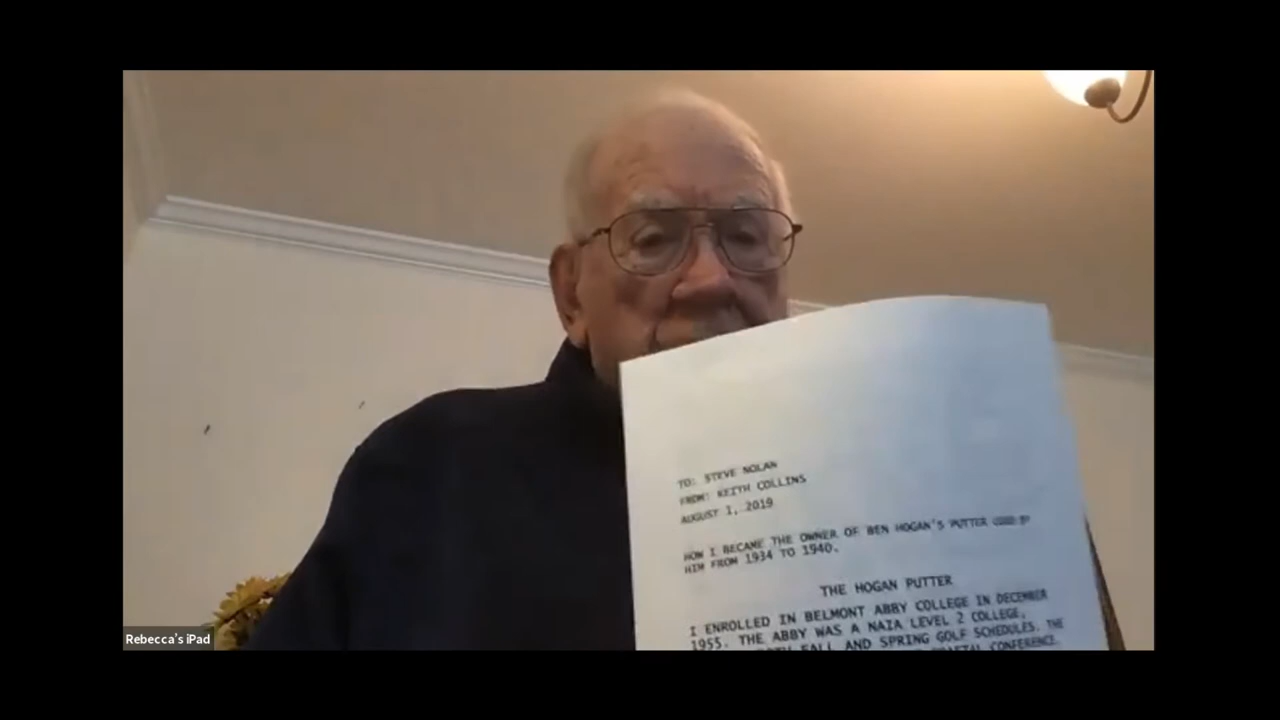 TO: STEVE NOLAN
FROM: KEITH COLLINS
AUGUST 1, 2019
HOW I BECAME THE OWNER OF BEN HOGAN'S PUTTER USED BY
HIM FROM 1934 TO 1940.
THE HOGAN PUTTER
I ENROLLED IN BELMONT ABBY COLLEGE IN DECEMBER
1955. THE ABBY WAS A NAIA LEVEL 2 COLLEGE,
FALL AND SPRING GOLF SCHEDULES. THE
CONFERENCE.
Rebecca's iPad